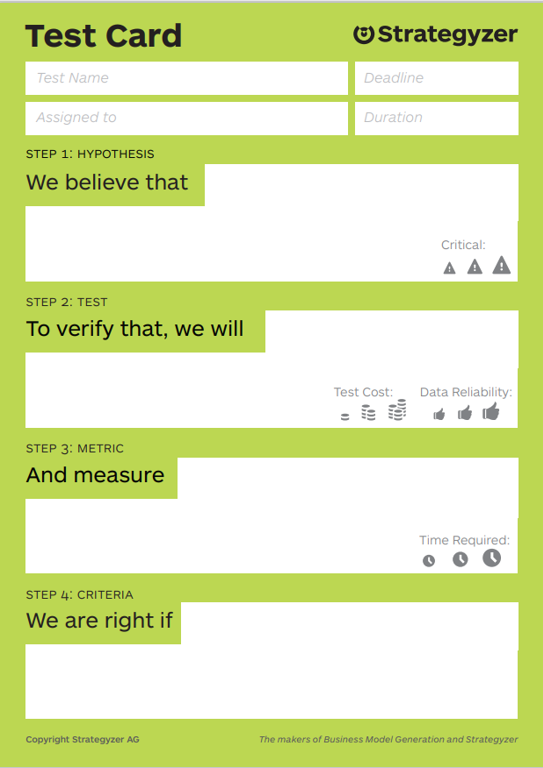 Test Card
Strategyzer
Test Name
Deadline
Assigned to
Duration
STEP 1: HYPOTHESIS
We believe that
Critical:
STEP 2: TEST
To verify that, we will
Test Cost: Data Reliability:
STEP 3: METRIC
And measure
Time Required:
STEP 4: CRITERIA
We are right if
Copyright Strategyzer AG
The makers of Business Model Generation and Strategyzer